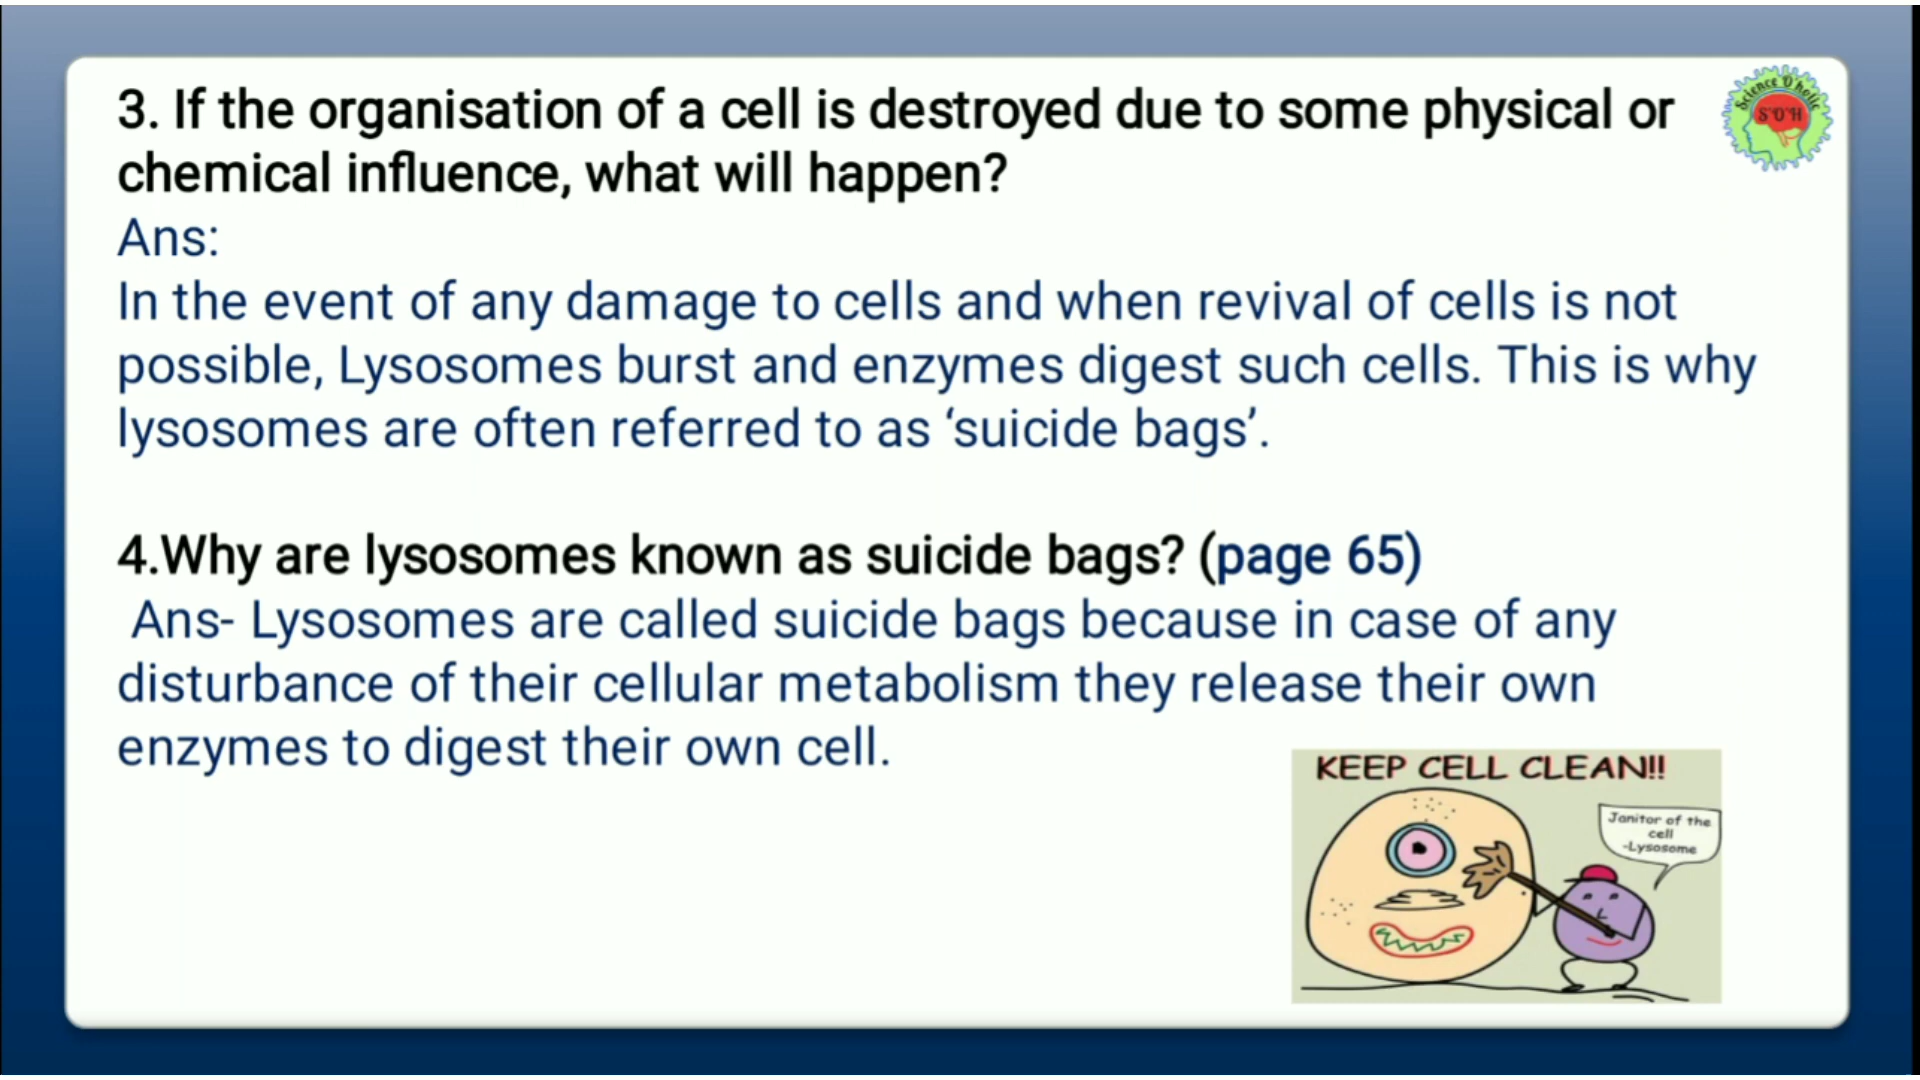 3. If the organisation of a cell is destroyed due to some physical or
chemical influence, what will happen?
Ans:
In the event of any damage to cells and when revival of cells is not
possible, Lysosomes burst and enzymes digest such cells. This is why
lysosomes are often referred to as ‘suicide bags’.
4.Why are lysosomes known as suicide bags? (page 65)
Ans- Lysosomes are called suicide bags because in case of any
disturbance of their cellular metabolism they release their own
enzymes to digest their own cell.
Science O'holic
S'O'H
KEEP CELL CLEAN!!
Janitor of the
cell
-Lysosome